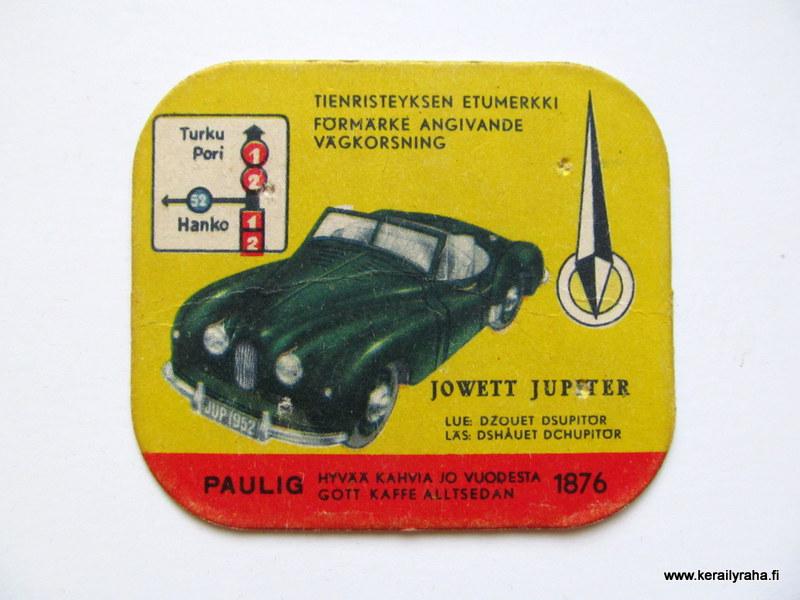 TIENRISTEYKSEN ETUMERKKI
FÖRMÄRKE ANGIVANDE
VÄGKORSNING
Turku
Pori
1
2
52
Hanko
1
2
JOWETT JUPITER
LUE: DZOUET DSUPITÖR
LÄS: DSHÅUET DCHUPITÖR
JUP 1952
PAULIG
HYVÄÄ KAHVIA JO VUODESTA
GOTT KAFFE ALLTSEDAN
1876
www.kerailyraha.fi